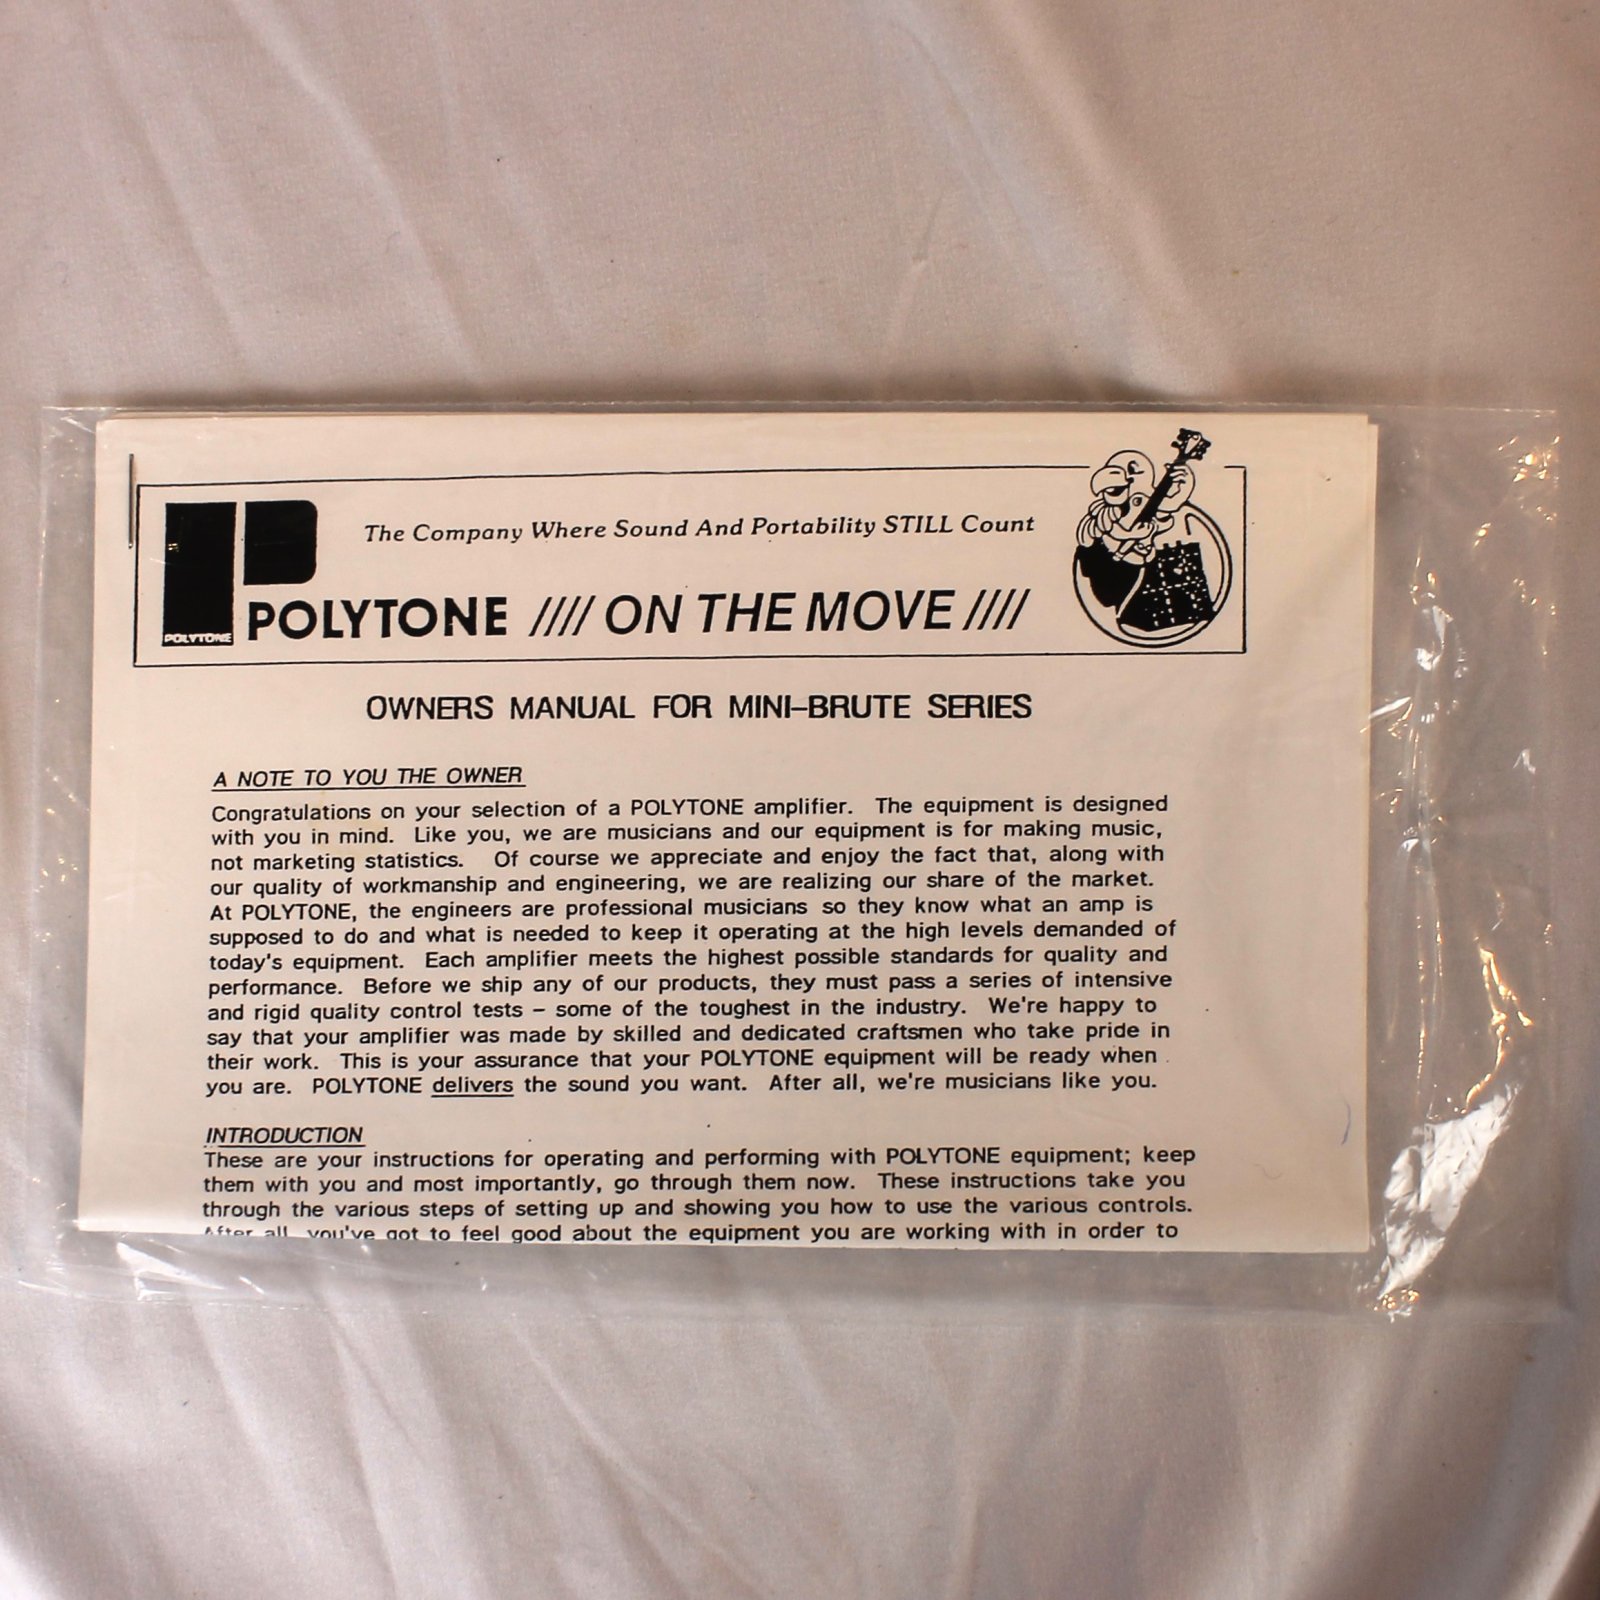 The Company Where Sound And Portability STILL Count
POLYTONE
POLYTONE //// ON THE MOVE ////
OWNERS MANUAL FOR MINI-BRUTE SERIES
A NOTE TO YOU THE OWNER
Congratulations on your selection of a POLYTONE amplifier. The equipment is designed
with you in mind. Like you, we are musicians and our equipment is for making music,
not marketing statistics. Of course we appreciate and enjoy the fact that, along with
our quality of workmanship and engineering, we are realizing our share of the market.
At POLYTONE, the engineers are professional musicians so they know what an amp is
supposed to do and what is needed to keep it operating at the high levels demanded of
today's equipment. Each amplifier meets the highest possible standards for quality and
performance. Before we ship any of our products, they must pass a series of intensive
and rigid quality control tests – some of the toughest in the industry. We're happy to
say that your amplifier was made by skilled and dedicated craftsmen who take pride in
their work. This is your assurance that your POLYTONE equipment will be ready when
you are. POLYTONE delivers the sound you want. After all, we're musicians like you.
INTRODUCTION
These are your instructions for operating and performing with POLYTONE equipment; keep
them with you and most importantly, go through them now. These instructions take you
through the various steps of setting up and showing you how to use the various controls.
After all, you've got to feel good about the equipment you are working with in order to